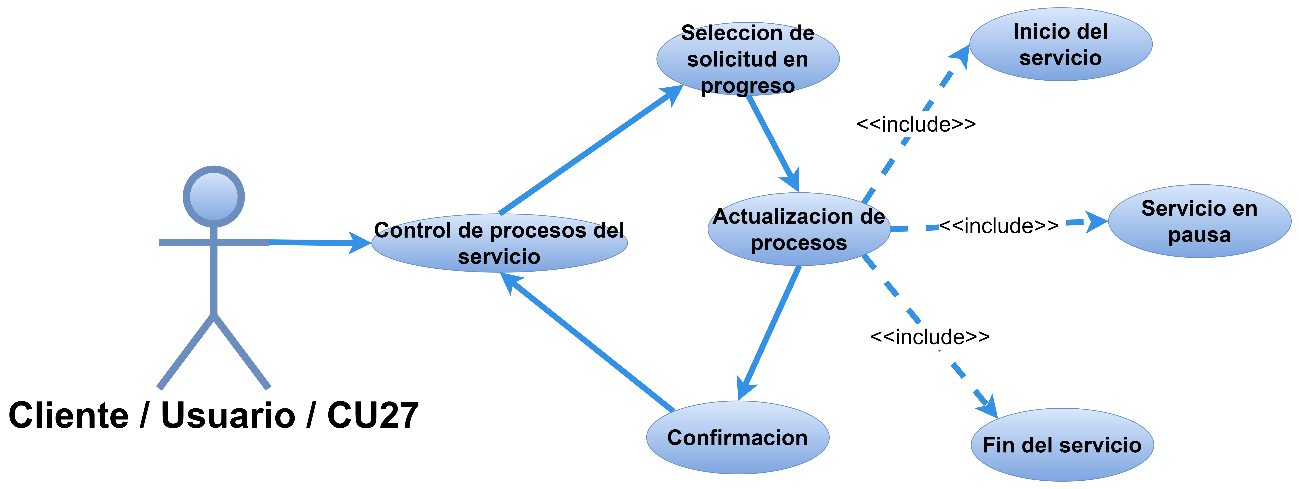 Seleccion de
solicitud en
progreso
Inicio del
servicio
<<include>>
Actualizacion de
procesos
<<include>>
Servicio en
pausa
Control de procesos del
servicio
<<include>>
Cliente / Usuario / CU27
Confirmacion
Fin del servicio